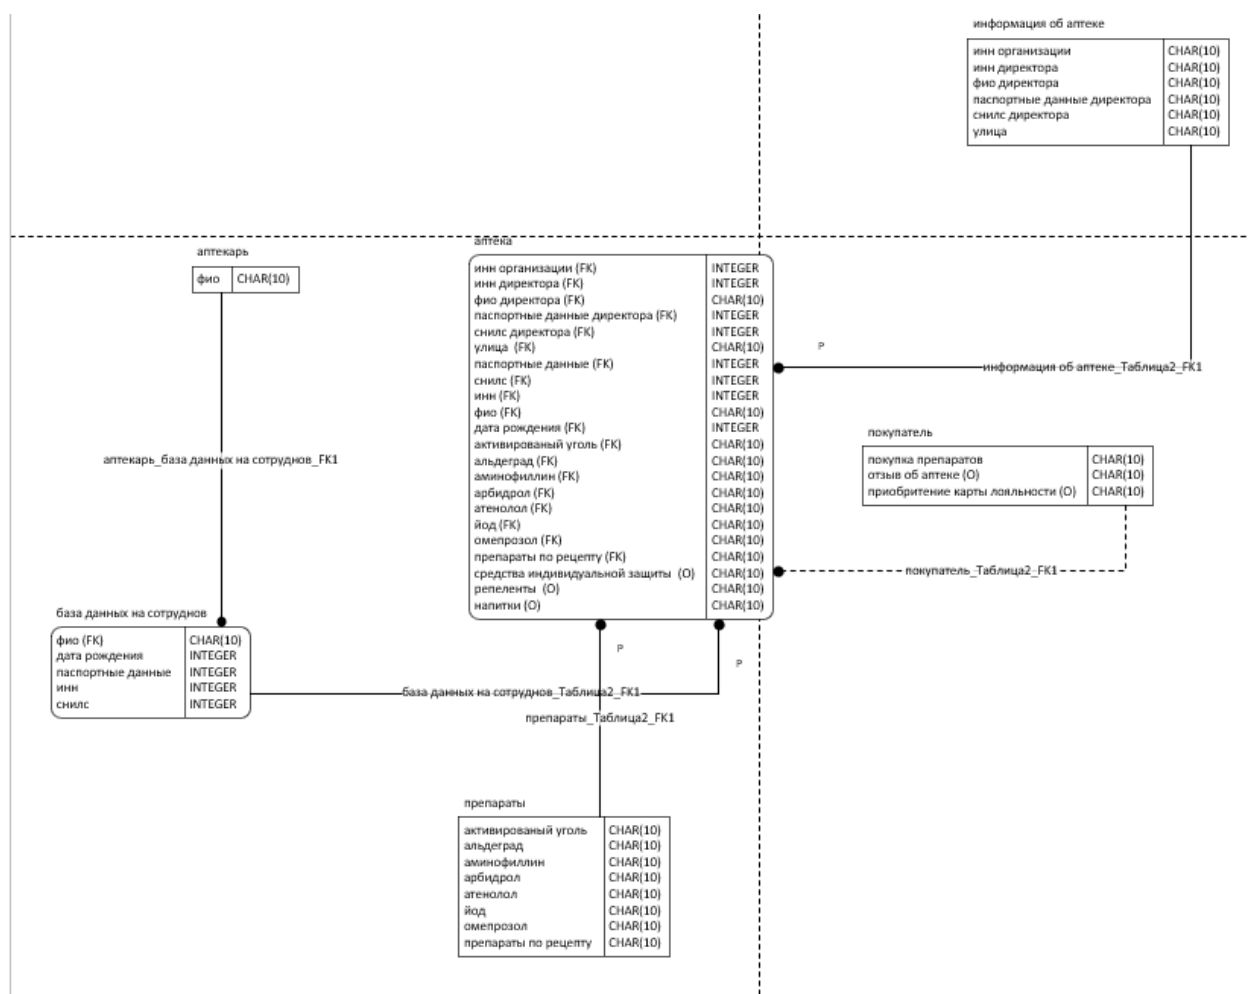 информация об аптеке
инн организации CHAR(10)
инн директора CHAR(10)
фио директора CHAR(10)
паспортные данные директора CHAR(10)
снилс директора CHAR(10)
улица CHAR(10)
аптекарь
фио CHAR(10)
аптека
инн организации (FK) INTEGER
инн директора (FK) INTEGER
фио директора (FK) CHAR(10)
паспортные данные директора (FK) INTEGER
снилс директора (FK) INTEGER
улица (FK) CHAR(10)
паспортные данные (FK) INTEGER
снилс (FK) INTEGER
инн (FK) INTEGER
фио (FK) CHAR(10)
дата рождения (FK) INTEGER
активированый уголь (FK) CHAR(10)
альдеград (FK) CHAR(10)
аминофиллин (FK) CHAR(10)
арбидрол (FK) CHAR(10)
атенолол (FK) CHAR(10)
йод (FK) CHAR(10)
омепрозол (FK) CHAR(10)
препараты по рецепту (FK) CHAR(10)
средства индивидуальной защиты (O) CHAR(10)
репеленты (O) CHAR(10)
напитки (O) CHAR(10)
P
информация об аптеке_Таблица2_FK1
покупатель
покупка препаратов CHAR(10)
отзыв об аптеке (O) CHAR(10)
приобритение карты лояльности (O) CHAR(10)
покупатель_Таблица2_FK1
аптекарь_база данных на сотруднов_FK1
база данных на сотруднов
фио (FK) CHAR(10)
дата рождения INTEGER
паспортные данные INTEGER
инн INTEGER
снилс INTEGER
P
P
база данных на сотруднов_Таблица2_FK1
препараты_Таблица2_FK1
препараты
активированый уголь CHAR(10)
альдеград CHAR(10)
аминофиллин CHAR(10)
арбидрол CHAR(10)
атенолол CHAR(10)
йод CHAR(10)
омепрозол CHAR(10)
препараты по рецепту CHAR(10)